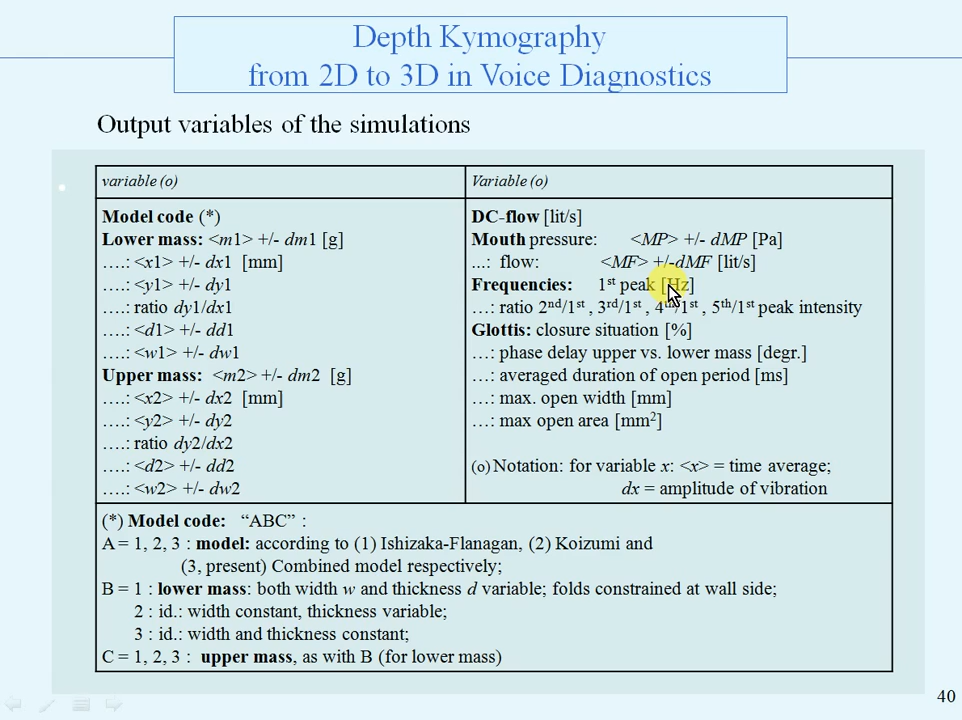 Depth Kymography
from 2D to 3D in Voice Diagnostics
Output variables of the simulations
variable (o)
Model code (*)
Lower mass: <m1> +/- dm1 [g]
….: <x1> +/- dx1 [mm]
….: <y1> +/- dy1
….: ratio dy1/dx1
….: <d1> +/- dd1
….: <w1> +/- dw1
Upper mass: <m2> +/- dm2 [g]
….: <x2> +/- dx2 [mm]
….: <y2> +/- dy2
….: ratio dy2/dx2
….: <d2> +/- dd2
….: <w2> +/- dw2
Variable (o)
DC-flow [lit/s]
Mouth pressure: <MP> +/- dMP [Pa]
...: flow: <MF> +/-dMF [lit/s]
Frequencies: 1st peak [Hz]
…: ratio 2nd/1st , 3rd/1st , 4th/1st , 5th/1st peak intensity
Glottis: closure situation [%]
…: phase delay upper vs. lower mass [degr.]
…: averaged duration of open period [ms]
…: max. open width [mm]
…: max open area [mm2]
(o) Notation: for variable x: <x> = time average;
dx = amplitude of vibration
(*) Model code: “ABC” :
A = 1, 2, 3 : model: according to (1) Ishizaka-Flanagan, (2) Koizumi and
(3, present) Combined model respectively;
B = 1 : lower mass: both width w and thickness d variable; folds constrained at wall side;
2 : id.: width constant, thickness variable;
3 : id.: width and thickness constant;
C = 1, 2, 3 : upper mass, as with B (for lower mass)
40